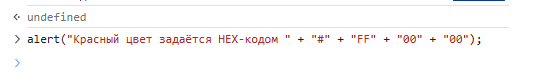 undefined
alert("Красный цвет задаётся HEX-кодом " + "#" + "FF" + "00" + "00");